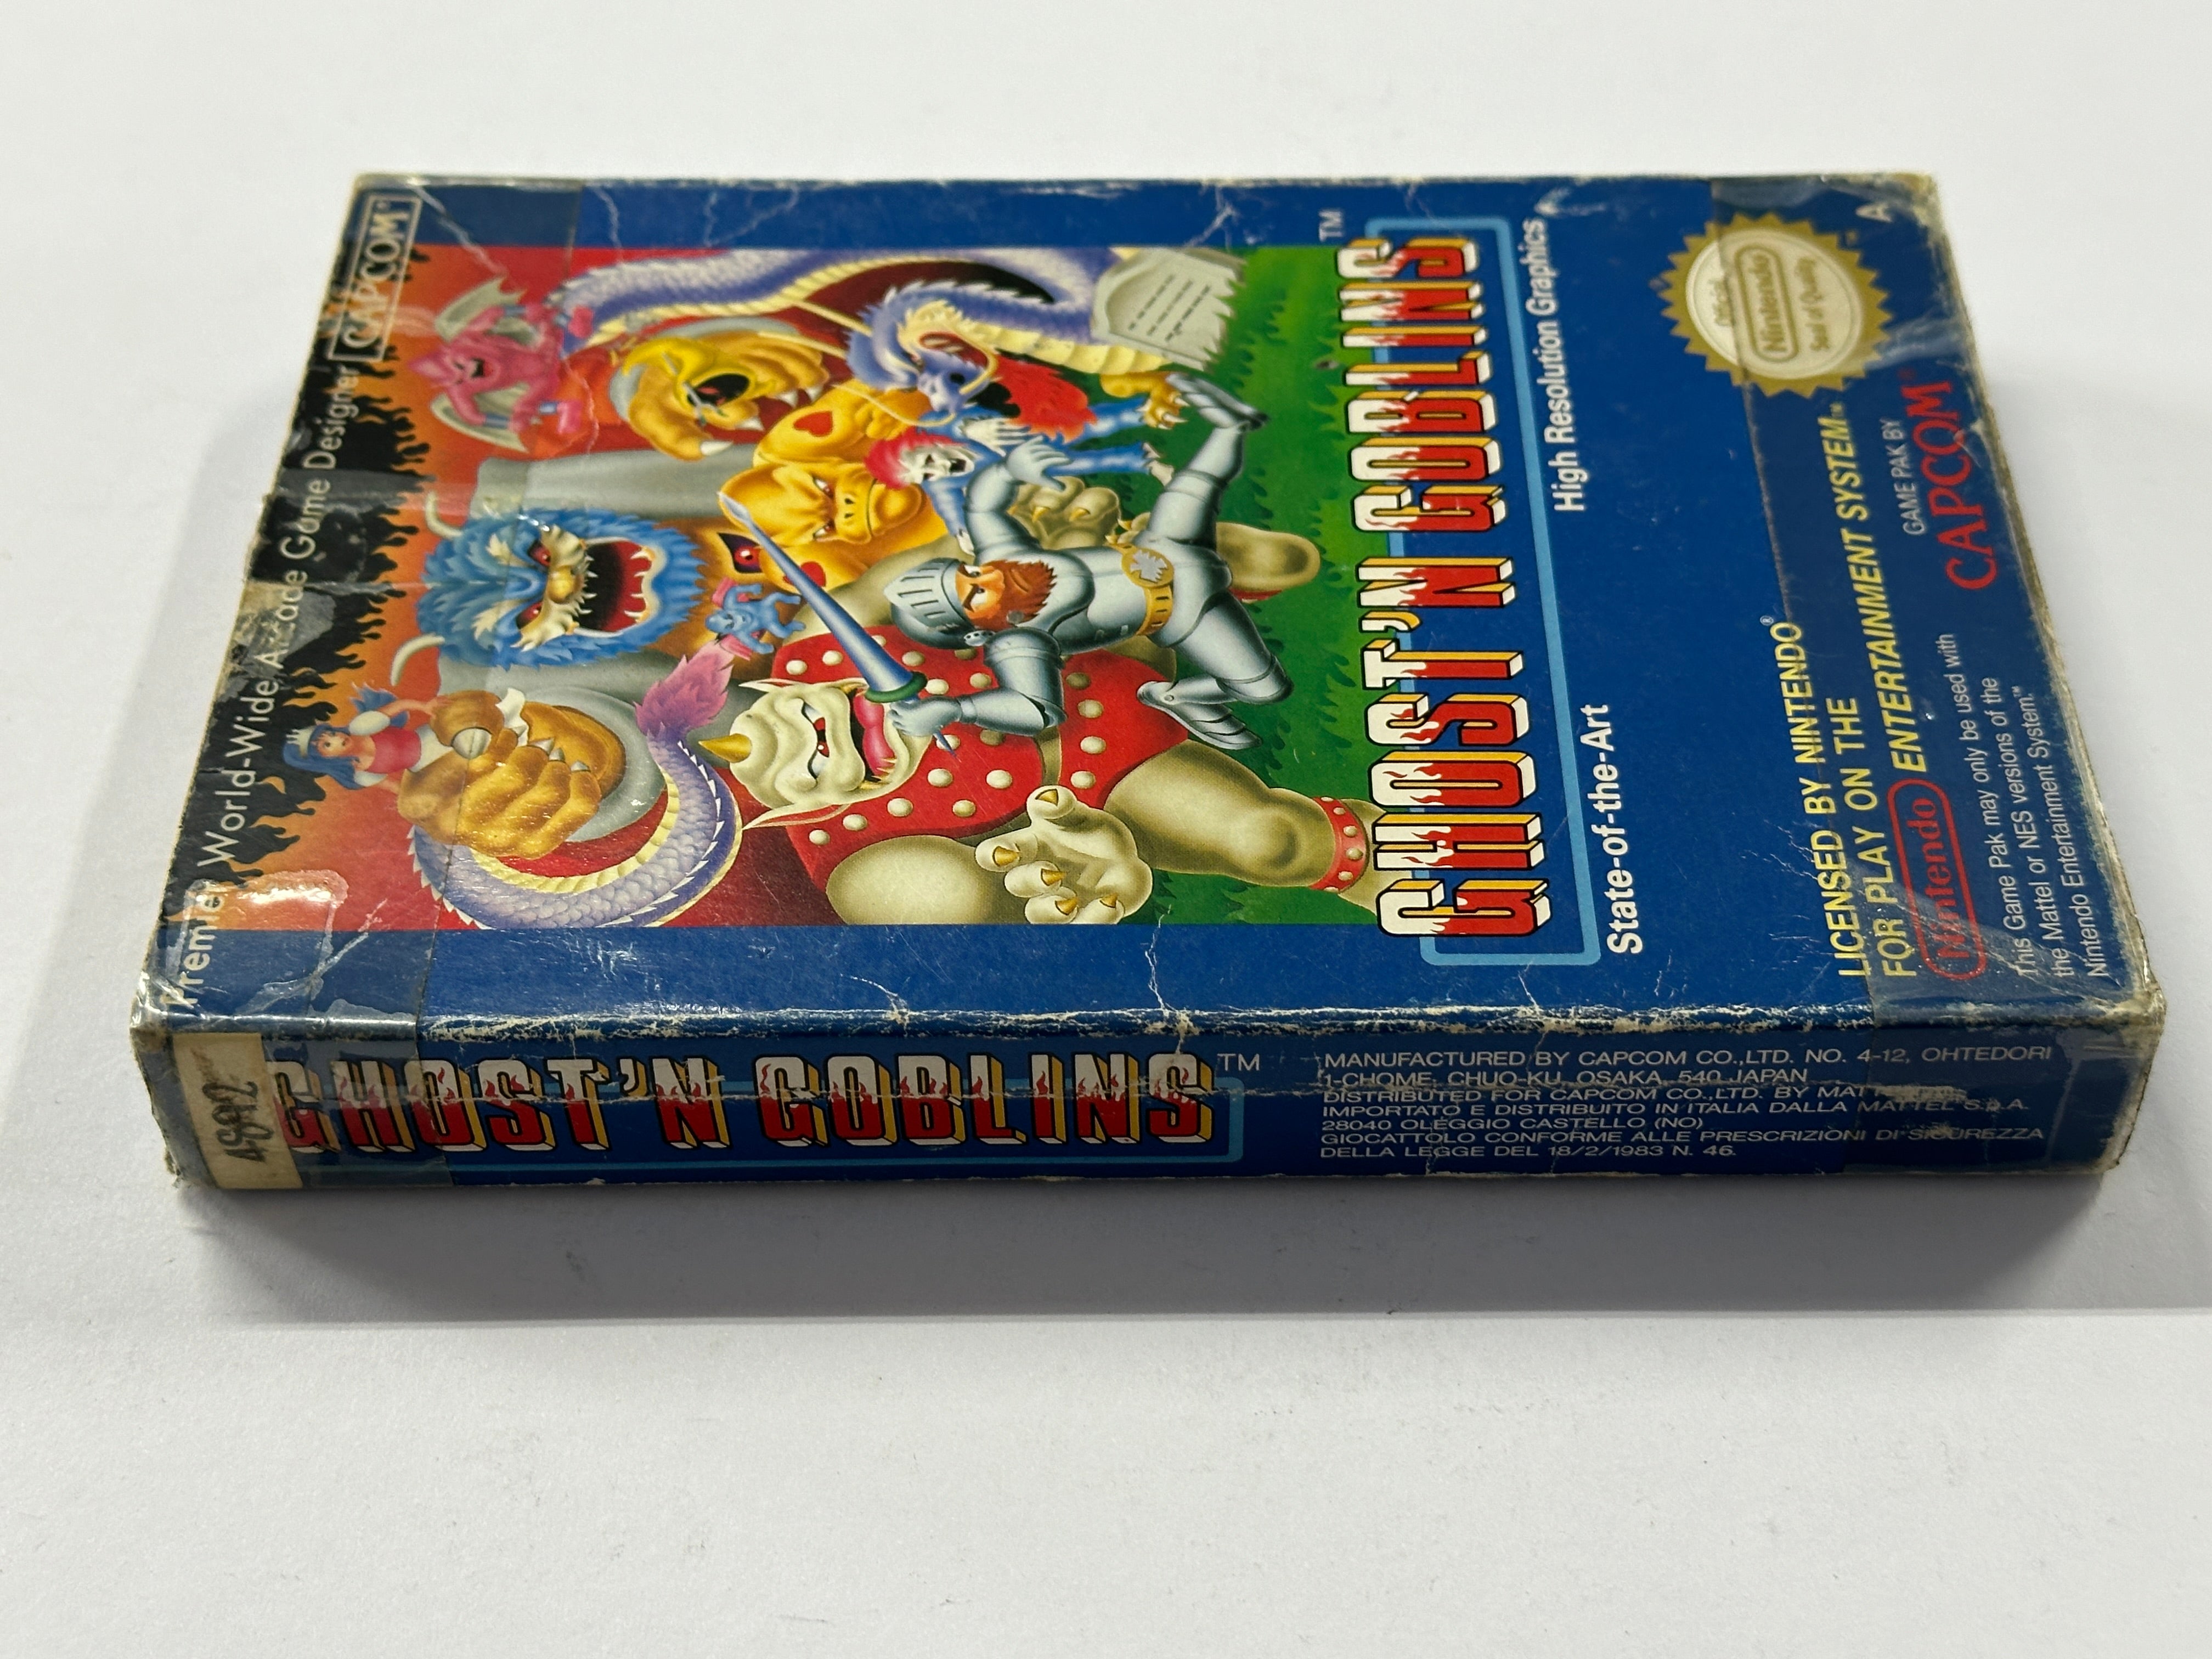 Premier World-Wide Arcade Game Designer CAPCOM®
TM
GHOST'N GOBLINS
State-of-the-Art High Resolution Graphics
Official
Nintendo
Seal of Quality
TM
A
LICENSED BY NINTENDO®
FOR PLAY ON THE
Nintendo ENTERTAINMENT SYSTEM™
This Game Pak may only be used with
the Mattel or NES versions of the
Nintendo Entertainment System.™
GAME PAK BY
CAPCOM®
4892
GHOST'N GOBLINS TM
MANUFACTURED BY CAPCOM CO.,LTD. NO. 4-12, OHTEDORI
1-CHOME, CHUO-KU, OSAKA, 540 JAPAN
DISTRIBUTED FOR CAPCOM CO.,LTD. BY
IMPORTATO E DISTRIBUITO IN ITALIA DALLA MATTEL S.p.A.
28040 OLEGGIO CASTELLO (NO)
GIOCATTOLO CONFORME ALLE PRESCRIZIONI DI SICUREZZA
DELLA LEGGE DEL 18/2/1983 N. 46.